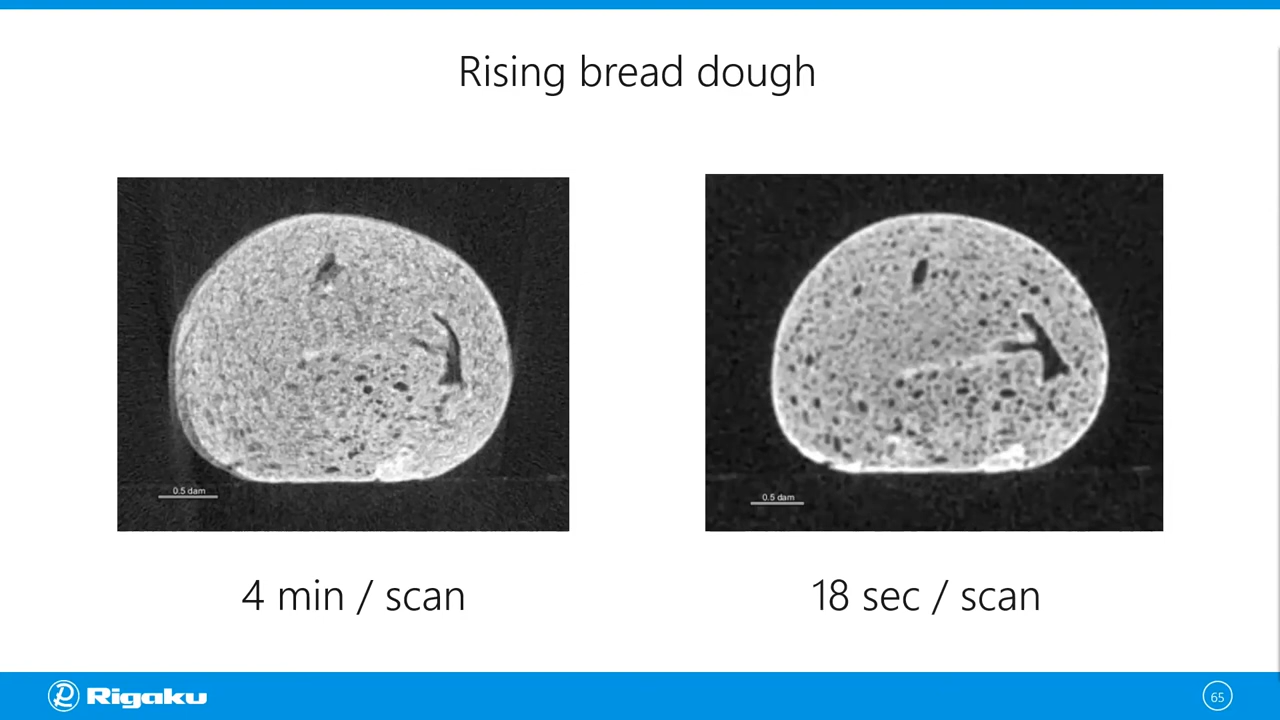 Rising bread dough
0.5 dam
0.5 dam
4 min / scan
18 sec / scan
Rigaku
65